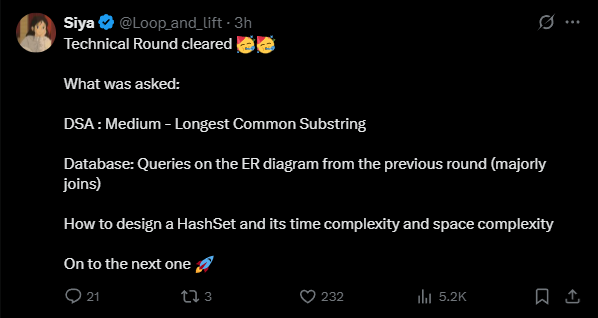 Siya @Loop_and_lift · 3h
Technical Round cleared 🥳🥳
What was asked:
DSA : Medium - Longest Common Substring
Database: Queries on the ER diagram from the previous round (majorly
joins)
How to design a HashSet and its time complexity and space complexity
On to the next one 🚀
21 3 232 5.2K